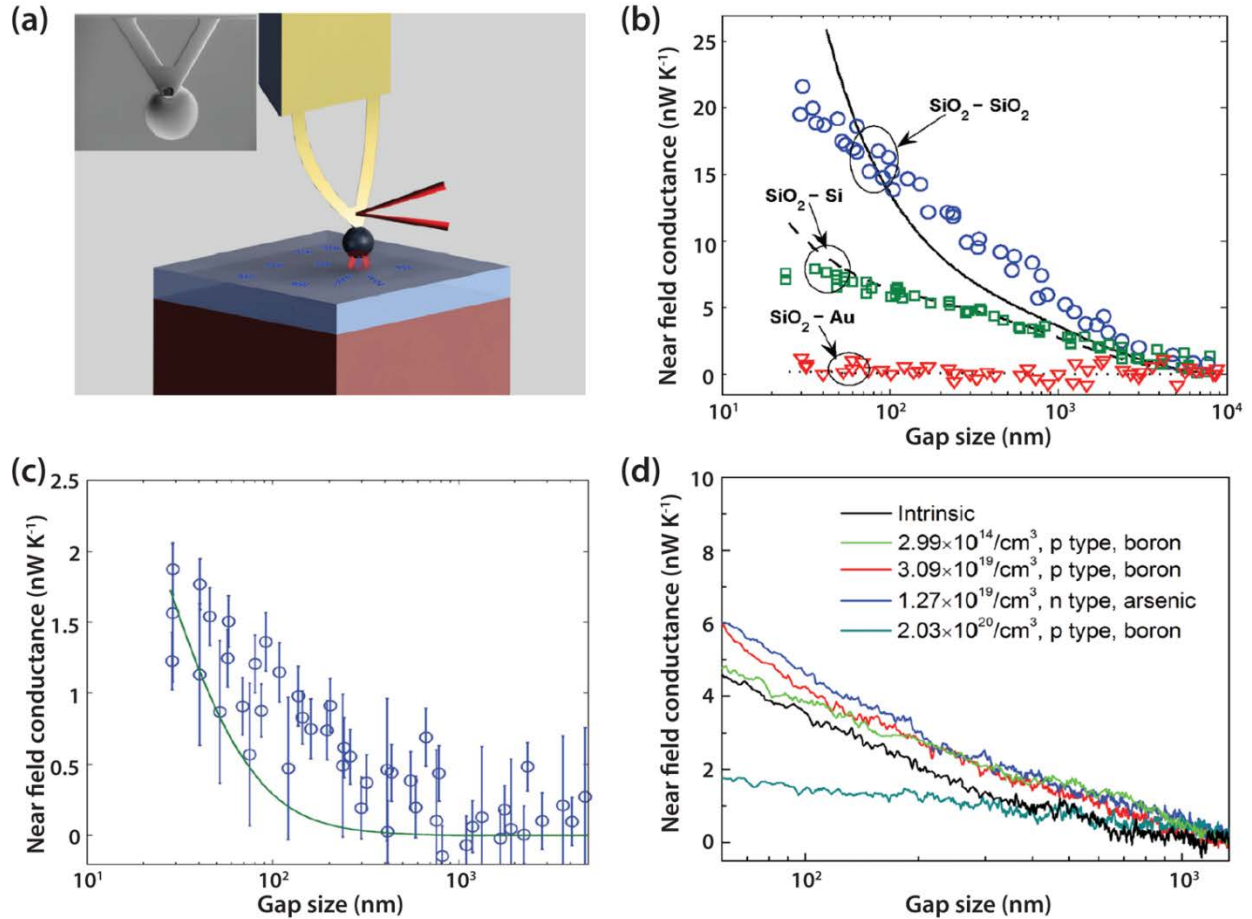 (a)
(b)
Near field conductance (nW K⁻¹)
25
20
15
10
5
0
SiO₂ – SiO₂
SiO₂ – Si
SiO₂ – Au
10¹ 10² 10³ 10⁴
Gap size (nm)
(c)
Near field conductance (nW K⁻¹)
2.5
2
1.5
1
0.5
0
10¹ 10² 10³
Gap size (nm)
(d)
Near field conductance (nW K⁻¹)
10
8
6
4
2
0
Intrinsic
2.99×10¹⁴/cm³, p type, boron
3.09×10¹⁹/cm³, p type, boron
1.27×10¹⁹/cm³, n type, arsenic
2.03×10²⁰/cm³, p type, boron
10² 10³
Gap size (nm)